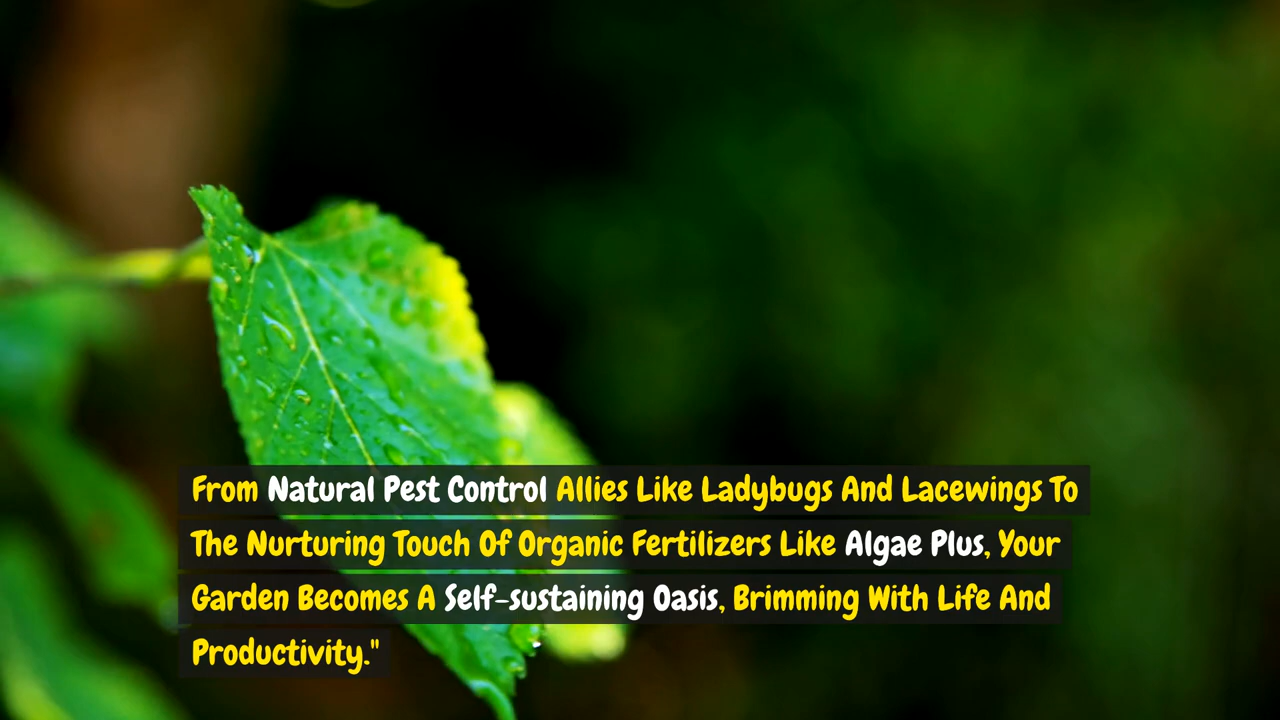 From Natural Pest Control Allies Like Ladybugs And Lacewings To
The Nurturing Touch Of Organic Fertilizers Like Algae Plus, Your
Garden Becomes A Self-sustaining Oasis, Brimming With Life And
Productivity."